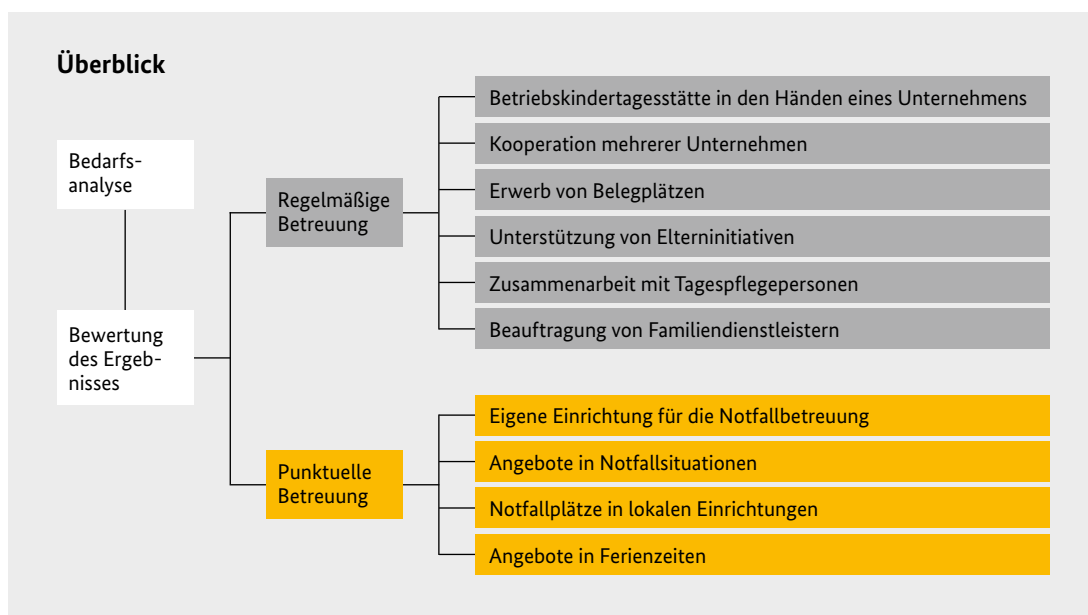 Überblick
Bedarfs-
analyse
Bewertung
des Ergeb-
nisses
Regelmäßige
Betreuung
Betriebskindertagesstätte in den Händen eines Unternehmens
Kooperation mehrerer Unternehmen
Erwerb von Belegplätzen
Unterstützung von Elterninitiativen
Zusammenarbeit mit Tagespflegepersonen
Beauftragung von Familiendienstleistern
Punktuelle
Betreuung
Eigene Einrichtung für die Notfallbetreuung
Angebote in Notfallsituationen
Notfallplätze in lokalen Einrichtungen
Angebote in Ferienzeiten